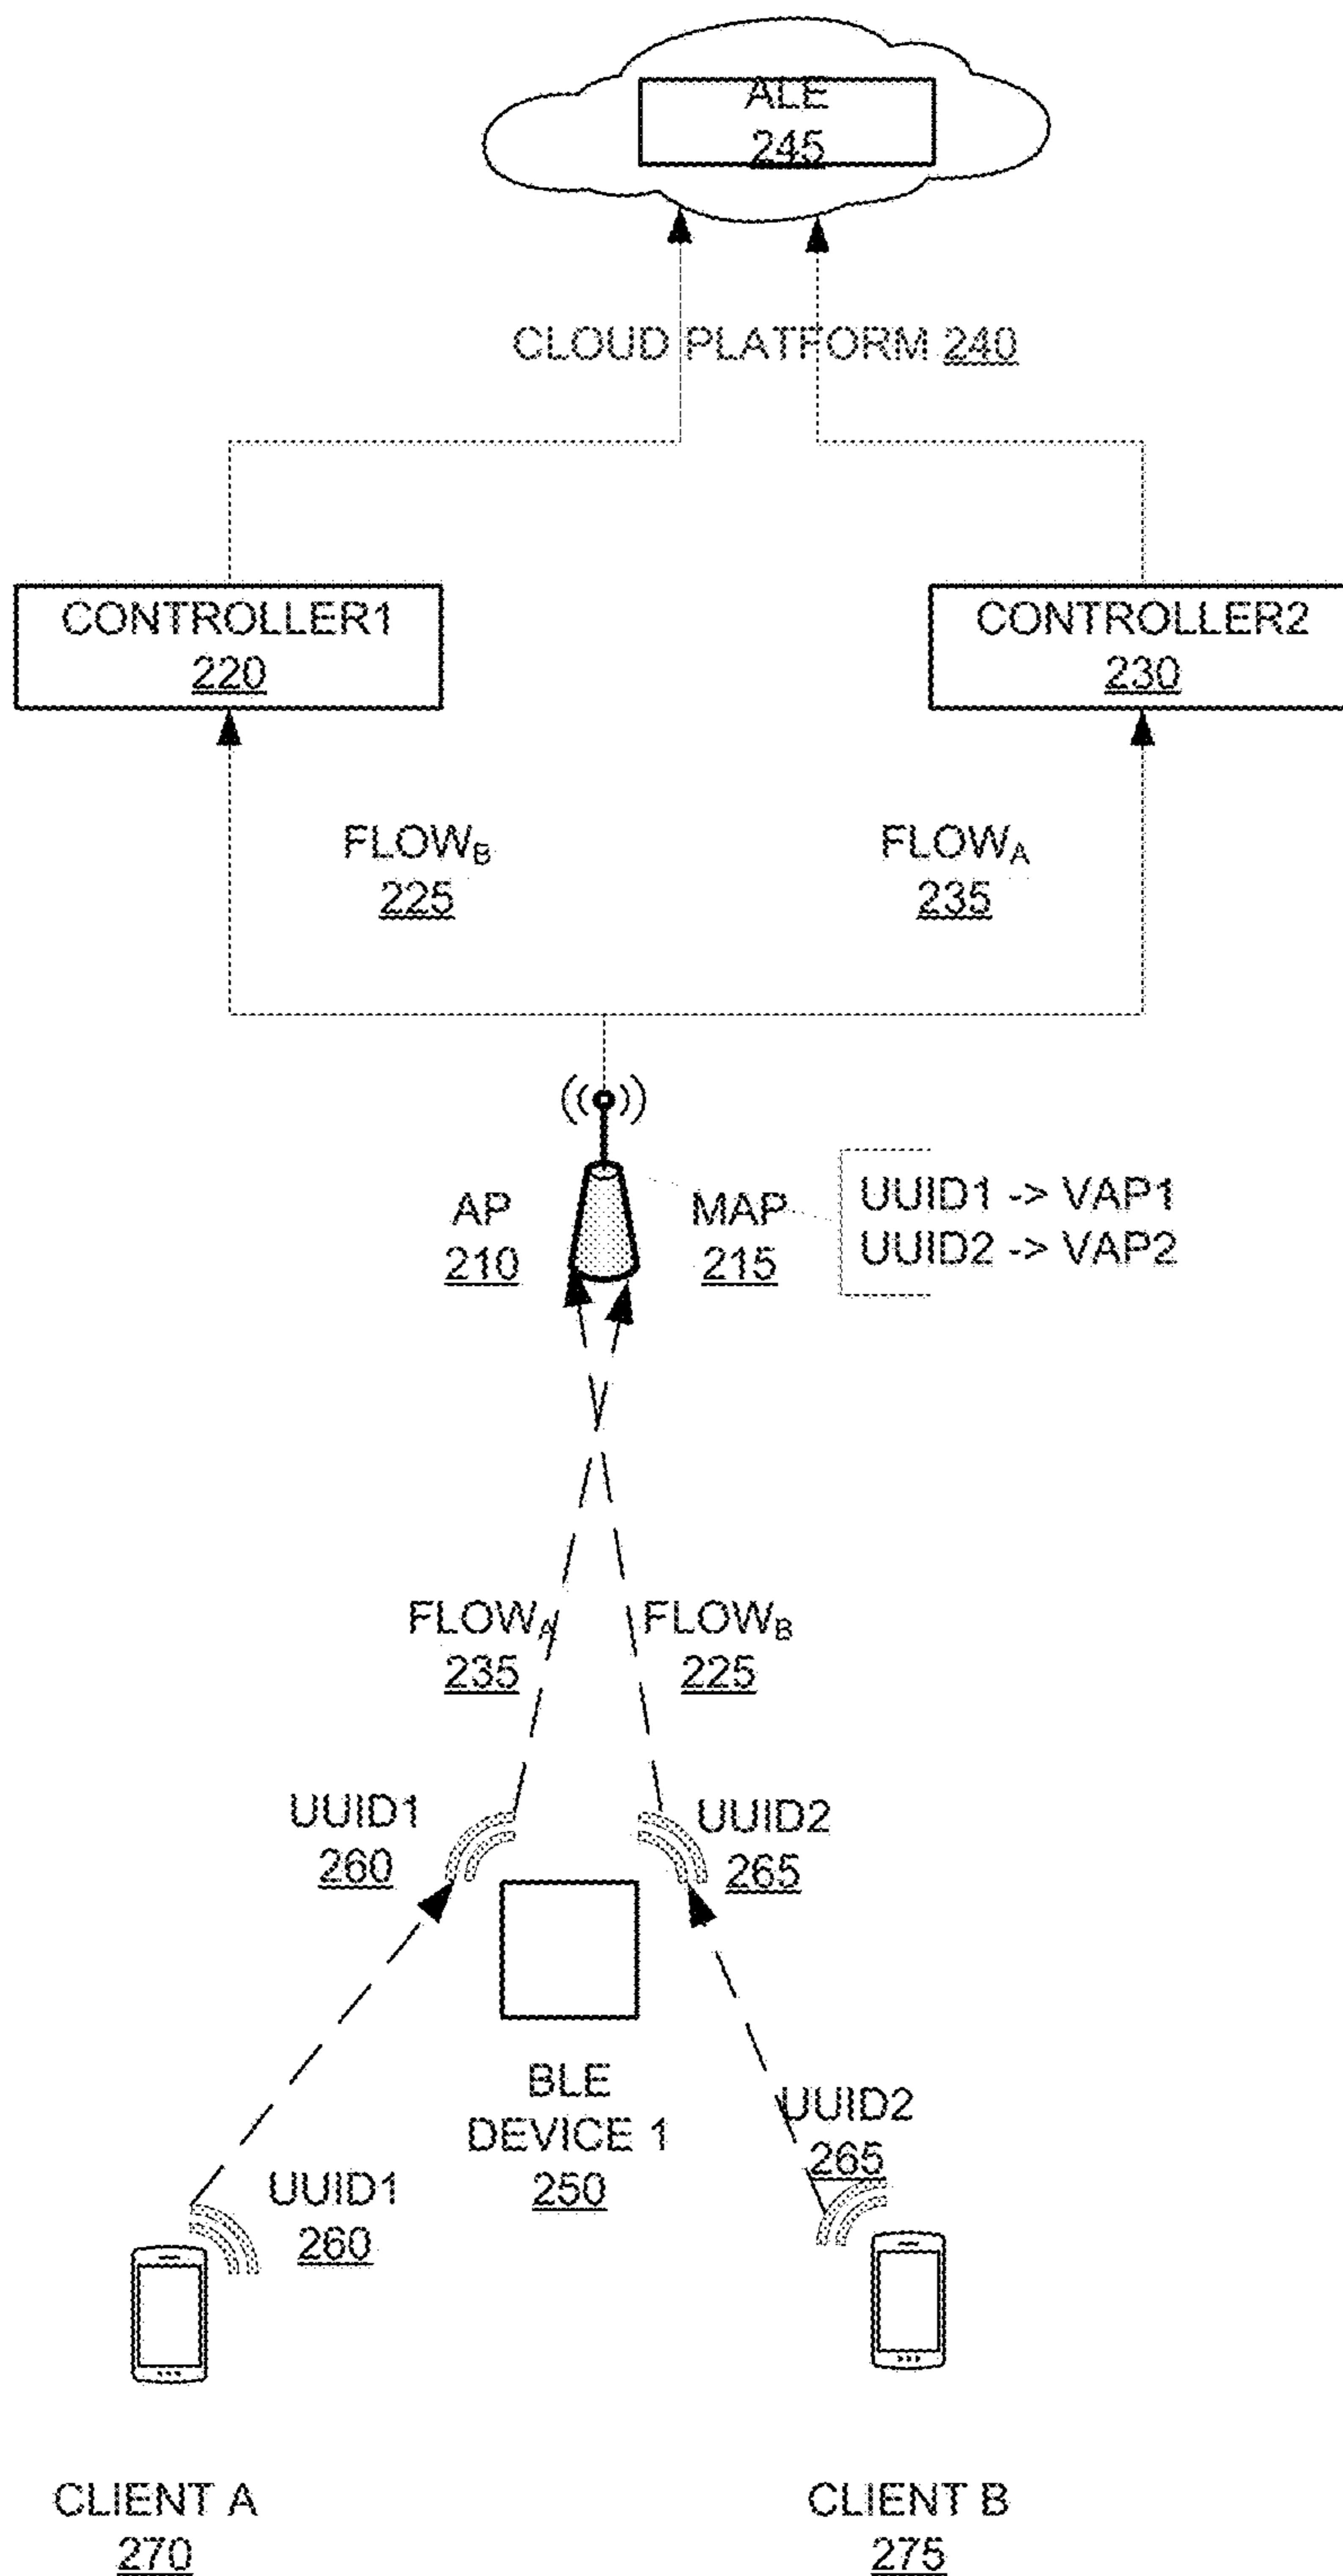 ALE
245
CLOUD PLATFORM 240
CONTROLLER1
220
CONTROLLER2
230
FLOWB
225
FLOWA
235
AP
210
MAP
215
UUID1 -> VAP1
UUID2 -> VAP2
FLOWA
235
FLOWB
225
UUID1
260
UUID2
265
BLE
DEVICE 1
250
UUID1
260
UUID2
265
CLIENT A
270
CLIENT B
275